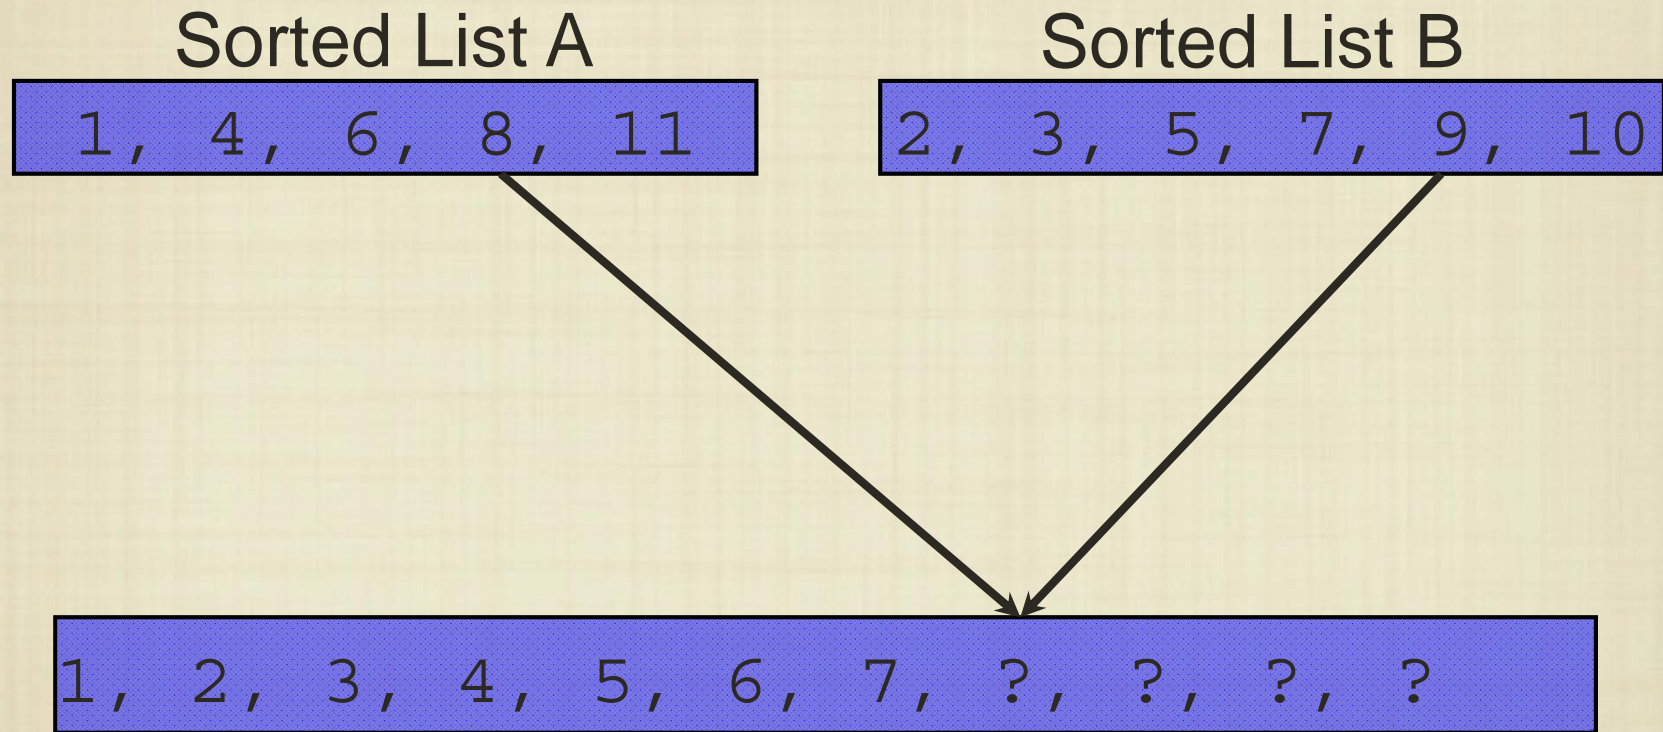 Sorted List A
Sorted List B
1, 4, 6, 8, 11
2, 3, 5, 7, 9, 10
1, 2, 3, 4, 5, 6, 7, ?, ?, ?, ?